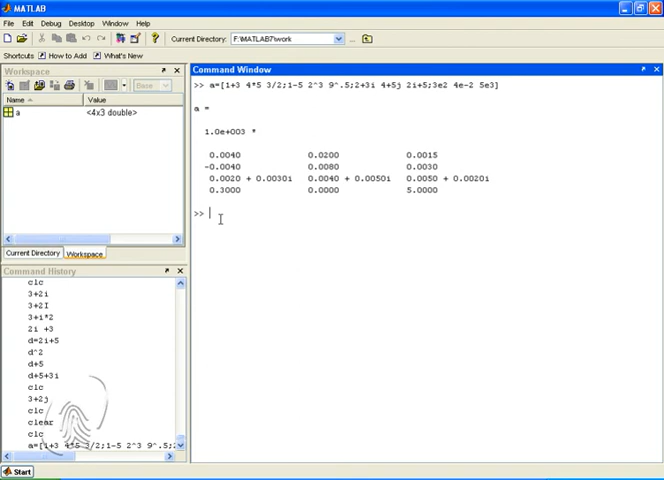 MATLAB
File Edit Debug Desktop Window Help
Current Directory: F:\MATLAB7\work
Shortcuts How to Add What's New
Workspace
Base
Name Value
a <4x3 double>
Current Directory Workspace
Command History
clc
3+2i
3+2I
3+i*2
2i +3
d=2i+5
d^2
d+5
d+5+3i
clc
3+2j
clc
clear
clc
a=[1+3 4*5 3/2;1-5 2^3 9^.5;2
Start
Command Window
>> a=[1+3 4*5 3/2;1-5 2^3 9^.5;2+3i 4+5j 2i+5;3e2 4e-2 5e3]
a =
1.0e+003 *
0.0040 0.0200 0.0015
-0.0040 0.0080 0.0030
0.0020 + 0.0030i 0.0040 + 0.0050i 0.0050 + 0.0020i
0.3000 0.0000 5.0000
>>